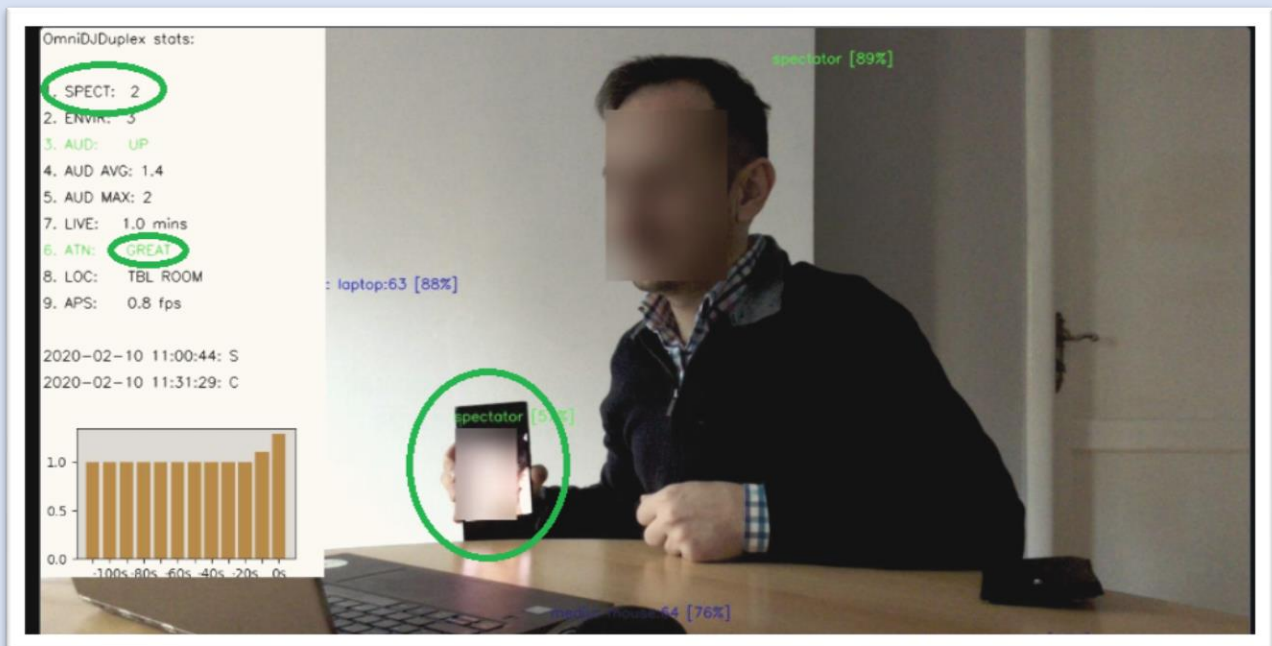 OmniDJDuplex stats:
1. SPECT: 2
2. ENVIR: 3
3. AUD: UP
4. AUD AVG: 1.4
5. AUD MAX: 2
7. LIVE: 1.0 mins
6. ATN: GREAT
8. LOC: TBL ROOM
9. APS: 0.8 fps
2020-02-10 11:00:44: S
2020-02-10 11:31:29: C
spectator [89%]
: laptop:63 [88%]
spectator
1.0
0.5
0.0
-100s -80s -60s -40s -20s 0s
[76%]